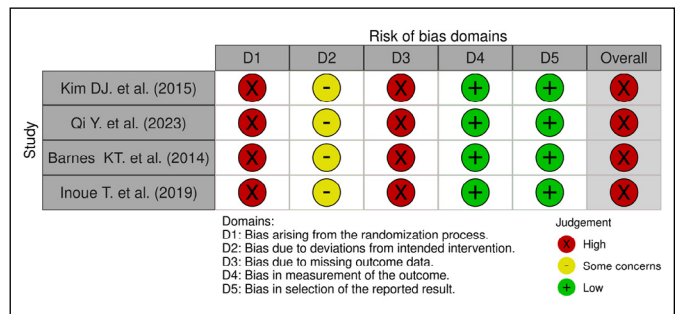 Risk of bias domains
D1 D2 D3 D4 D5 Overall
Study
Kim DJ. et al. (2015) X - X + + X
Qi Y. et al. (2023) X - X + + X
Barnes KT. et al. (2014) X - X + + X
Inoue T. et al. (2019) X - X + + X
Domains:
D1: Bias arising from the randomization process.
D2: Bias due to deviations from intended intervention.
D3: Bias due to missing outcome data.
D4: Bias in measurement of the outcome.
D5: Bias in selection of the reported result.
Judgement
X High
- Some concerns
+ Low